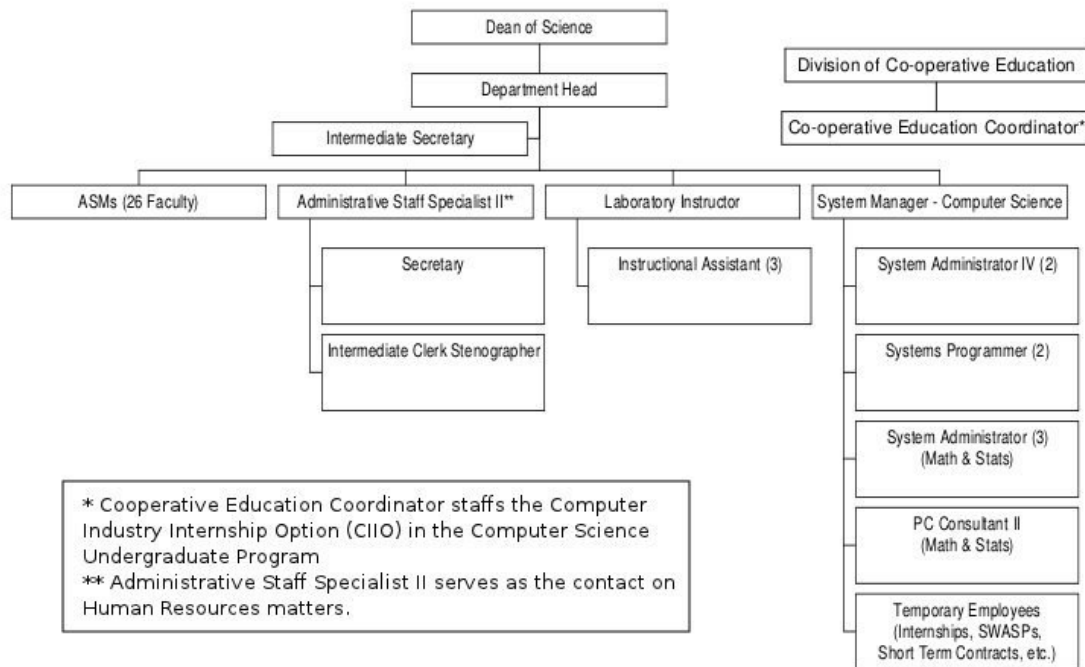 Dean of Science
Division of Co-operative Education
Department Head
Co-operative Education Coordinator*
Intermediate Secretary
ASMs (26 Faculty)
Administrative Staff Specialist II**
Laboratory Instructor
System Manager - Computer Science
Secretary
Instructional Assistant (3)
System Administrator IV (2)
Intermediate Clerk Stenographer
Systems Programmer (2)
System Administrator (3)
(Math & Stats)
PC Consultant II
(Math & Stats)
Temporary Employees
(Internships, SWASPs,
Short Term Contracts, etc.)
* Cooperative Education Coordinator staffs the Computer
Industry Internship Option (CIIO) in the Computer Science
Undergraduate Program
** Administrative Staff Specialist II serves as the contact on
Human Resources matters.